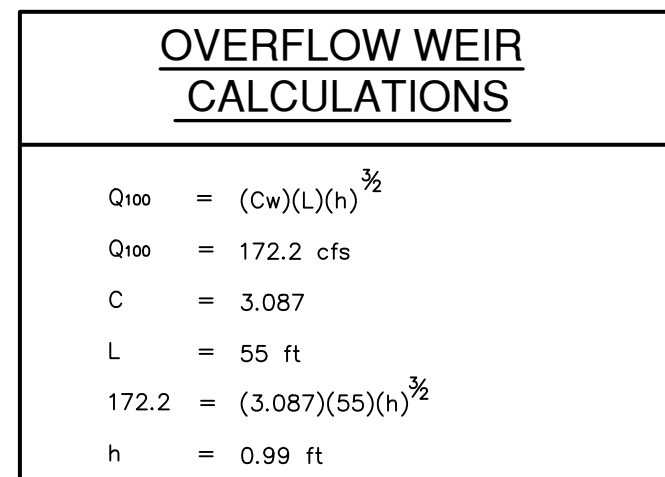 OVERFLOW WEIR
CALCULATIONS
Q100 = (Cw)(L)(h)^3/2
Q100 = 172.2 cfs
C = 3.087
L = 55 ft
172.2 = (3.087)(55)(h)^3/2
h = 0.99 ft